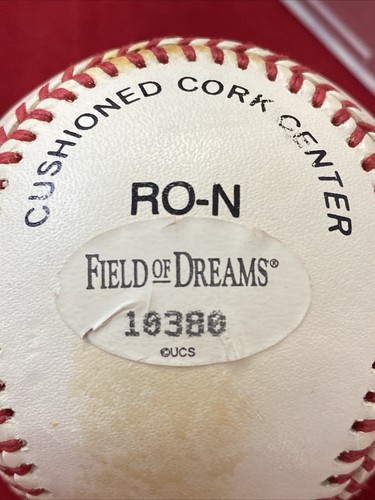 CUSHIONED CORK CENTER
RO-N
FIELD OF DREAMS®
10380
©UCS